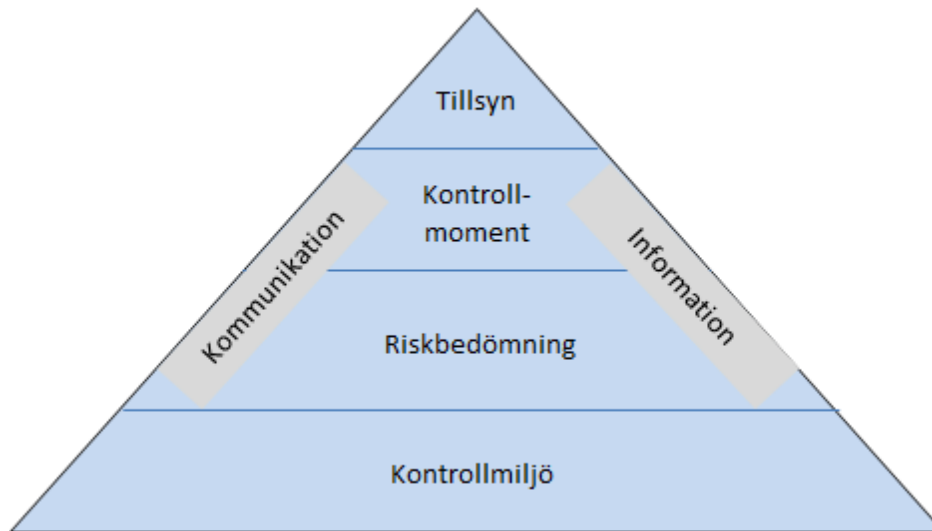 Tillsyn
Kontroll-
moment
Kommunikation
Information
Riskbedömning
Kontrollmiljö